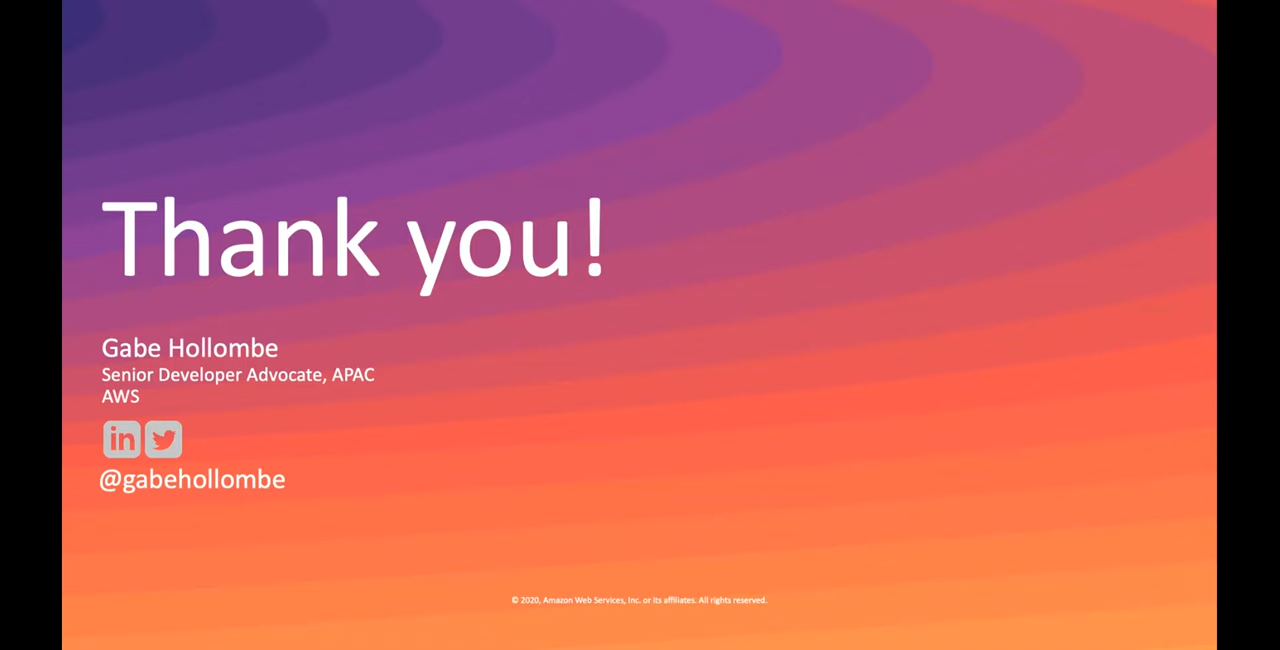 Thank you!
Gabe Hollombe
Senior Developer Advocate, APAC
AWS
in
@gabehollombe
© 2020, Amazon Web Services, Inc. or its affiliates. All rights reserved.